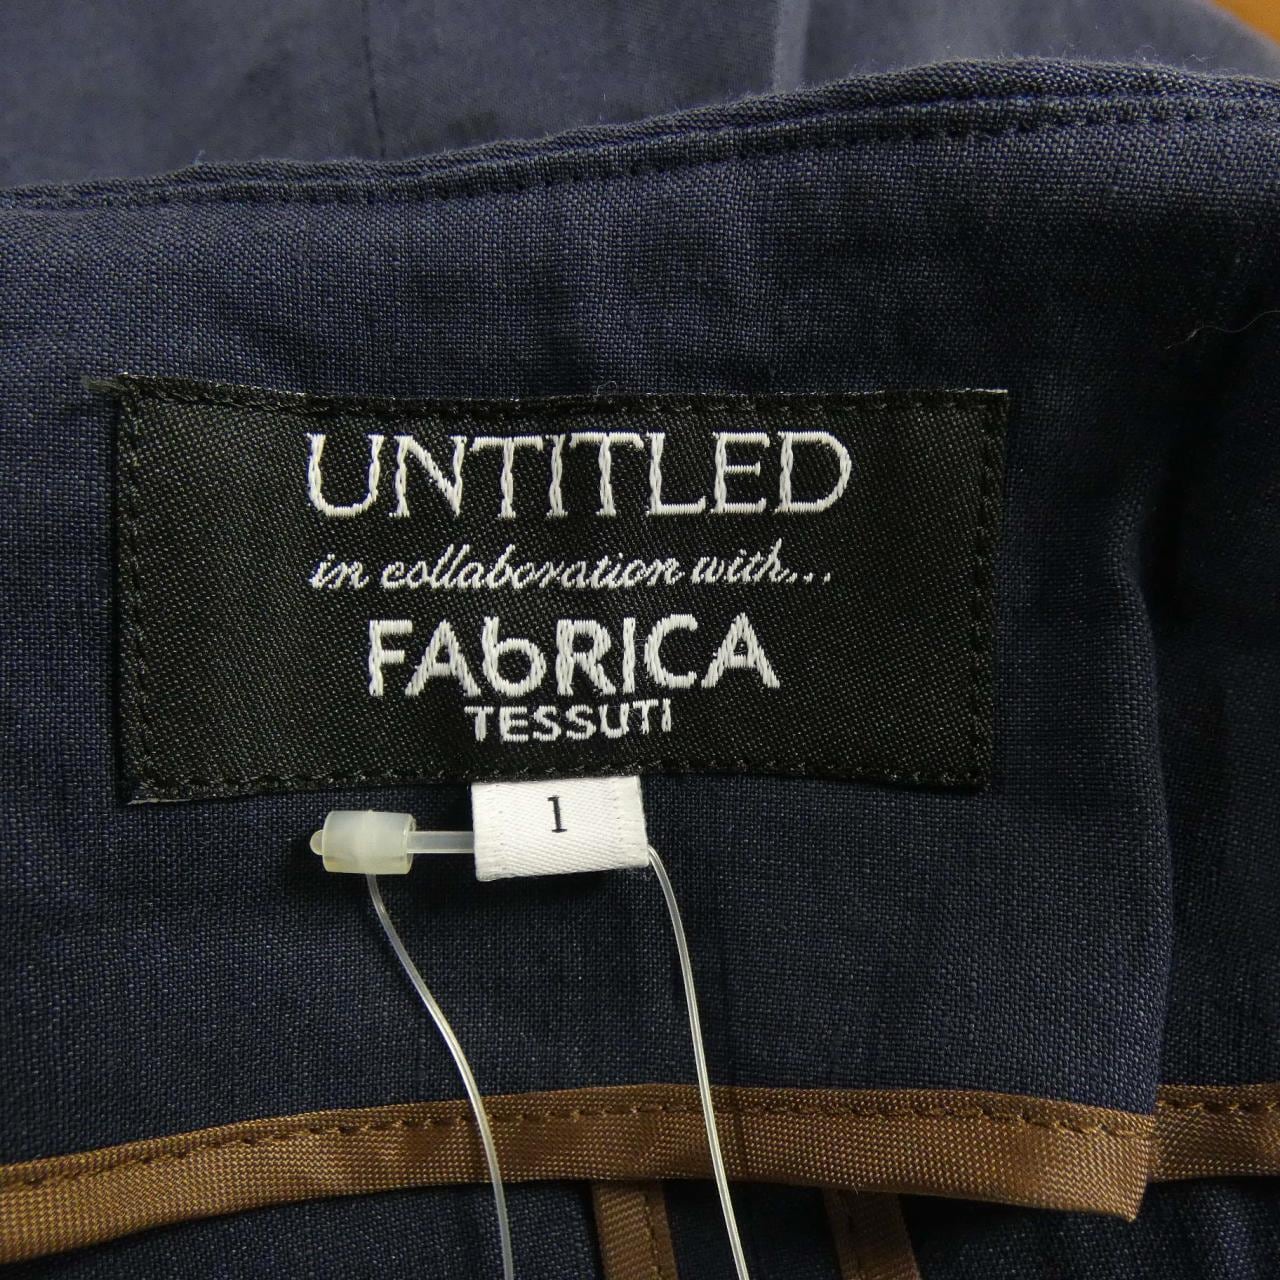 UNTITLED
in collaboration with...
FAbRICA
TESSUTI
1